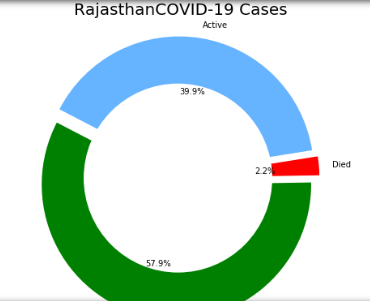 RajasthanCOVID-19 Cases
Active
39.9%
Died
2.2%
57.9%